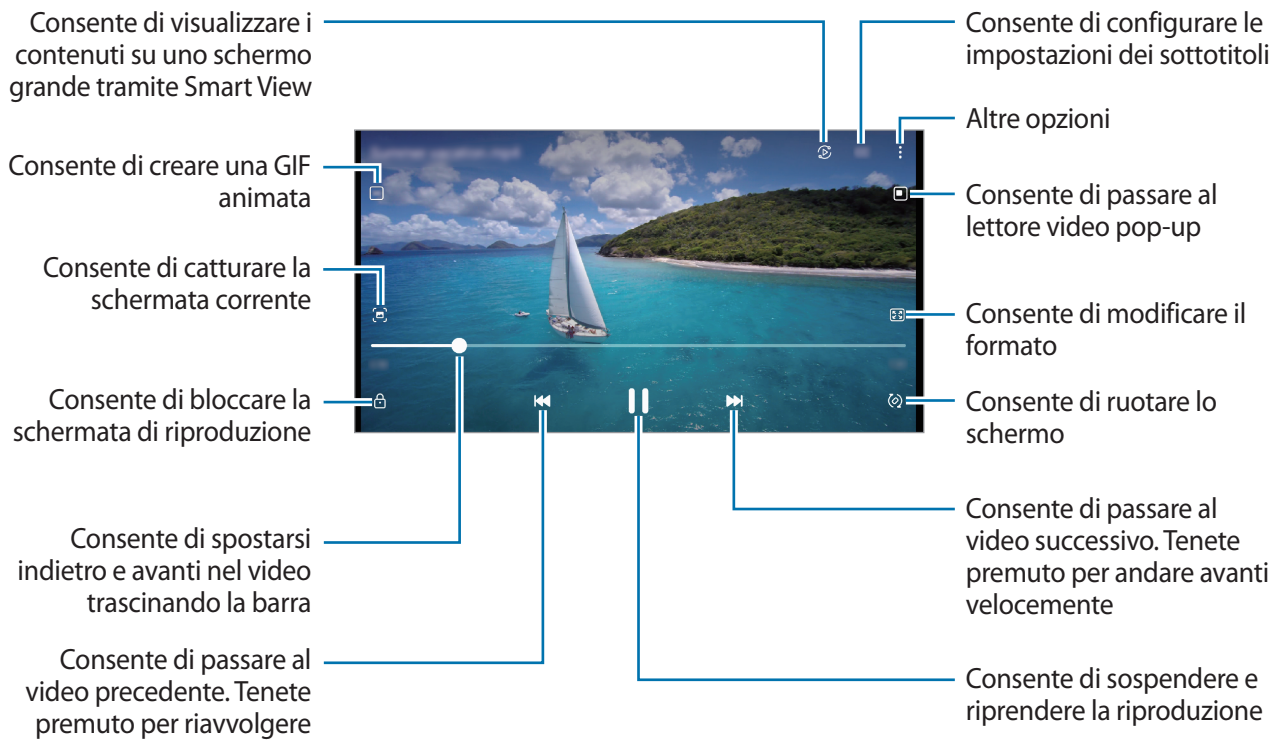 Consente di visualizzare i
contenuti su uno schermo
grande tramite Smart View
Consente di creare una GIF
animata
Consente di catturare la
schermata corrente
Consente di bloccare la
schermata di riproduzione
Consente di spostarsi
indietro e avanti nel video
trascinando la barra
Consente di passare al
video precedente. Tenete
premuto per riavvolgere
Consente di configurare le
impostazioni dei sottotitoli
Altre opzioni
Consente di passare al
lettore video pop-up
Consente di modificare il
formato
Consente di ruotare lo
schermo
Consente di passare al
video successivo. Tenete
premuto per andare avanti
velocemente
Consente di sospendere e
riprendere la riproduzione